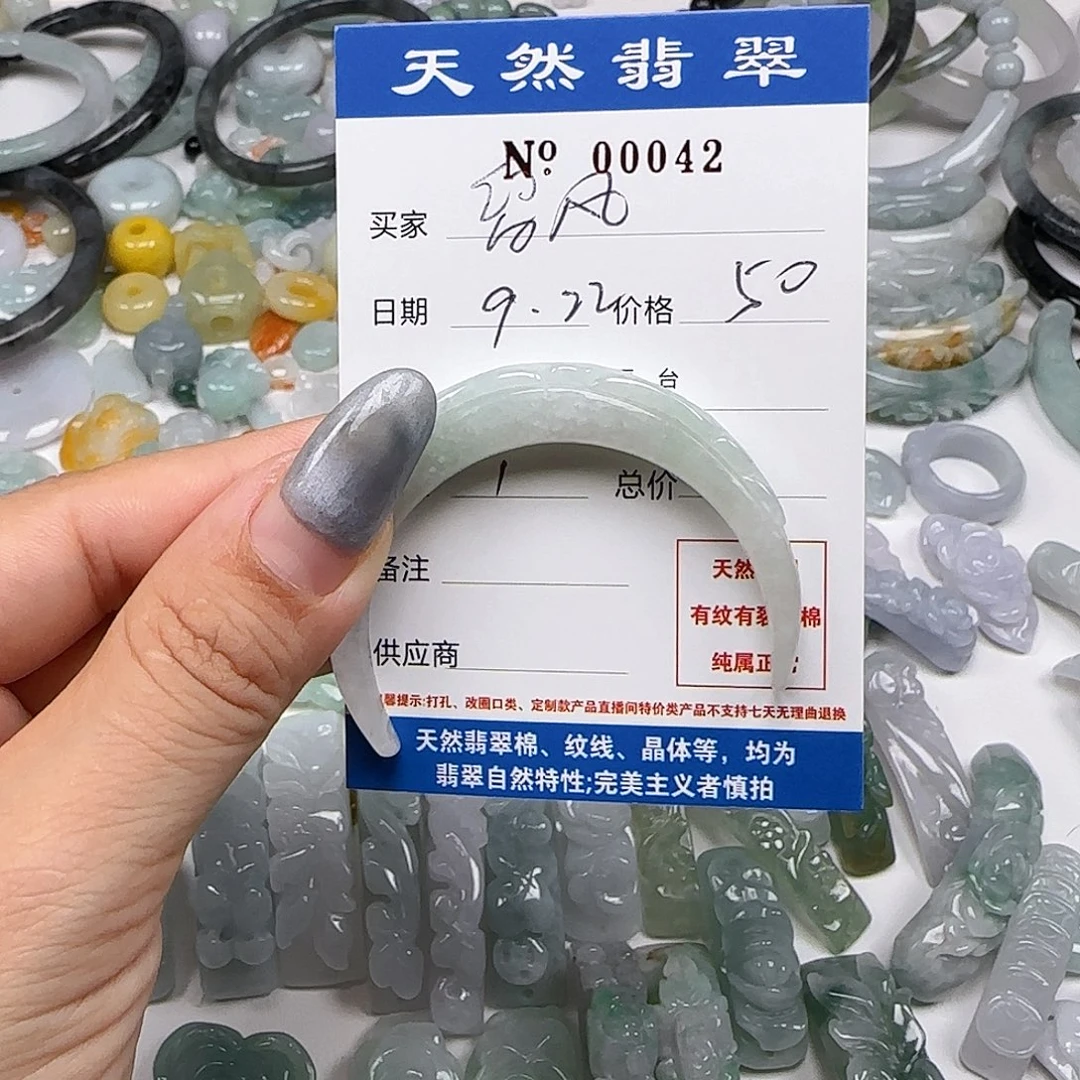 天然翡翠
Nº 00042
买家
日期 9.22 价格 50
台
1 总价
备注
天然
有纹有裂 棉
供应商
纯属正
馨提示:打孔、改圈口类、定制款产品直播间特价类产品不支持七天无理由退换
天然翡翠棉、纹线、晶体等，均为
翡翠自然特性;完美主义者慎拍